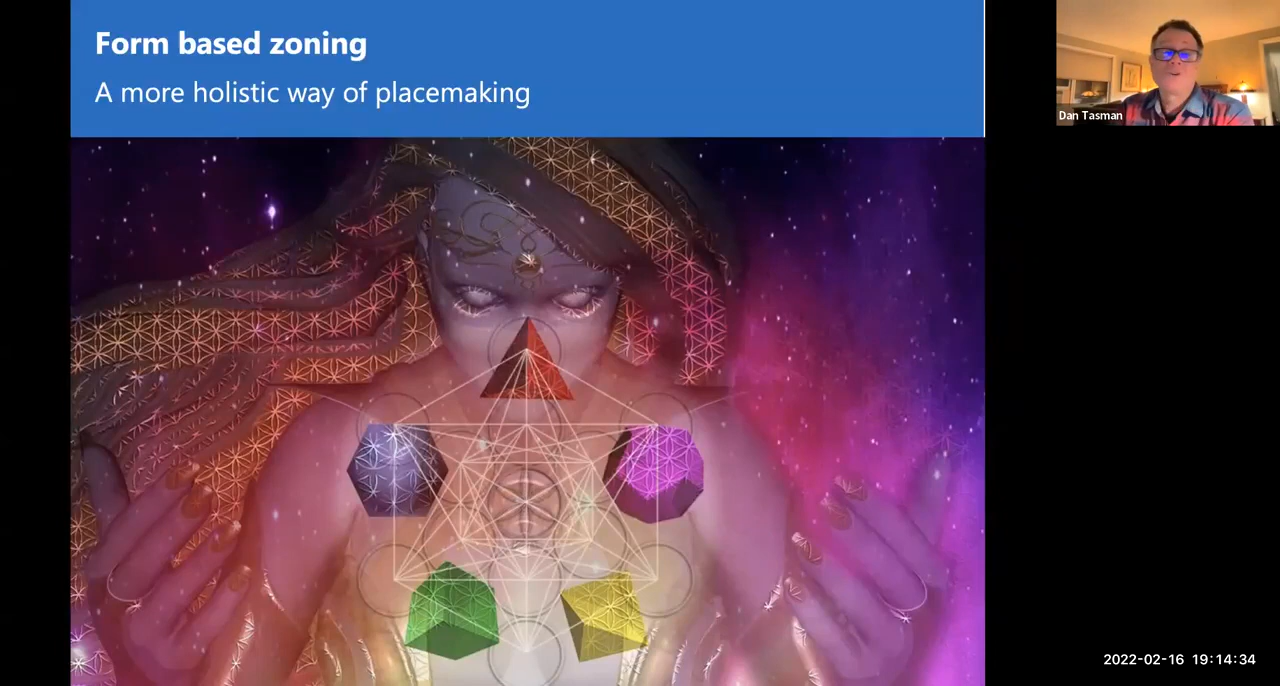 Form based zoning
A more holistic way of placemaking
Dan Tasman
2022-02-16 19:14:34